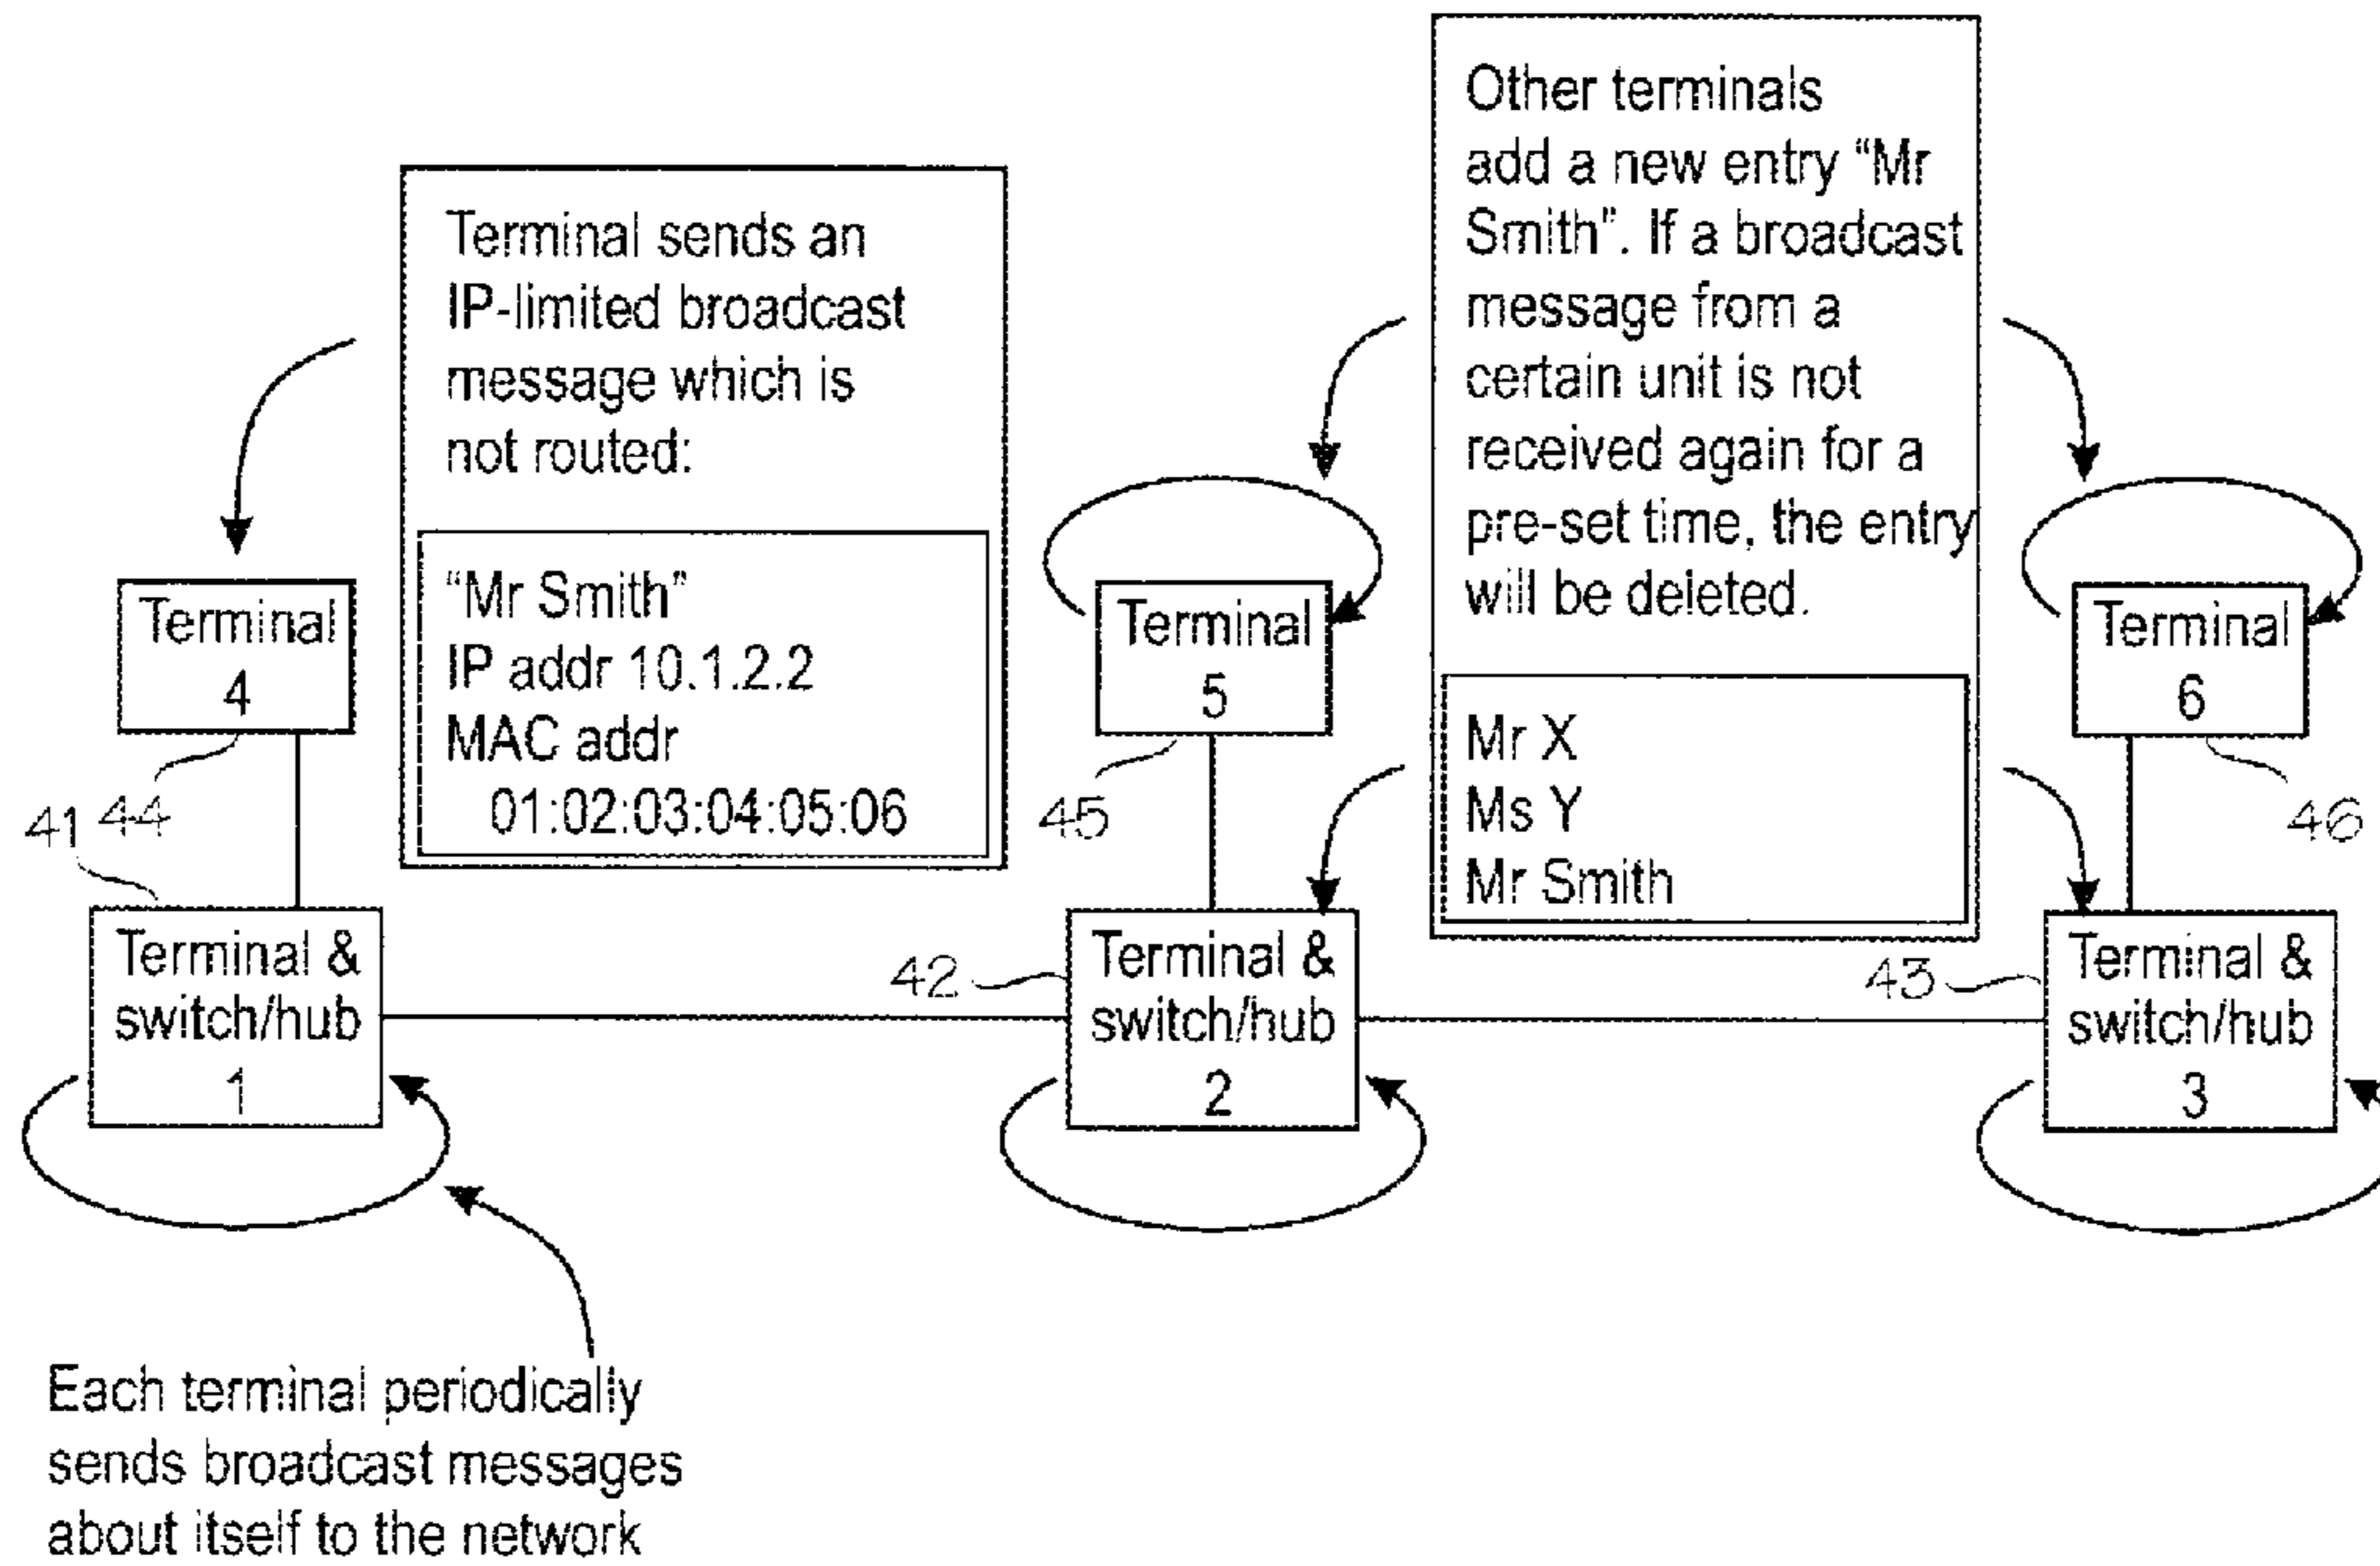 Other terminals
add a new entry “Mr
Smith”. If a broadcast
message from a
certain unit is not
received again for a
pre-set time, the entry
will be deleted.
Mr X
Ms Y
Mr Smith
Terminal sends an
IP-limited broadcast
message which is
not routed:
“Mr Smith”
IP addr 10.1.2.2
MAC addr
01:02:03:04:05:06
Terminal
4
44
Terminal
5
45
Terminal
6
46
41
Terminal &
switch/hub
1
42
Terminal &
switch/hub
2
43
Terminal &
switch/hub
3
Each terminal periodically
sends broadcast messages
about itself to the network